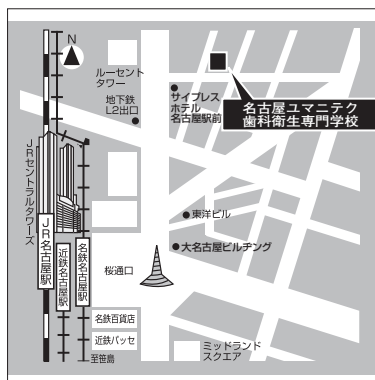 N
ルーセント
タワー
地下鉄
L2出口
サイプレス
ホテル
名古屋駅前
名古屋ユマニテク
歯科衛生専門学校
JRセントラルタワーズ
JR名古屋駅
近鉄名古屋駅
名鉄名古屋駅
東洋ビル
大名古屋ビルヂング
桜通口
名鉄百貨店
近鉄パッセ
至笹島
ミッドランド
スクエア